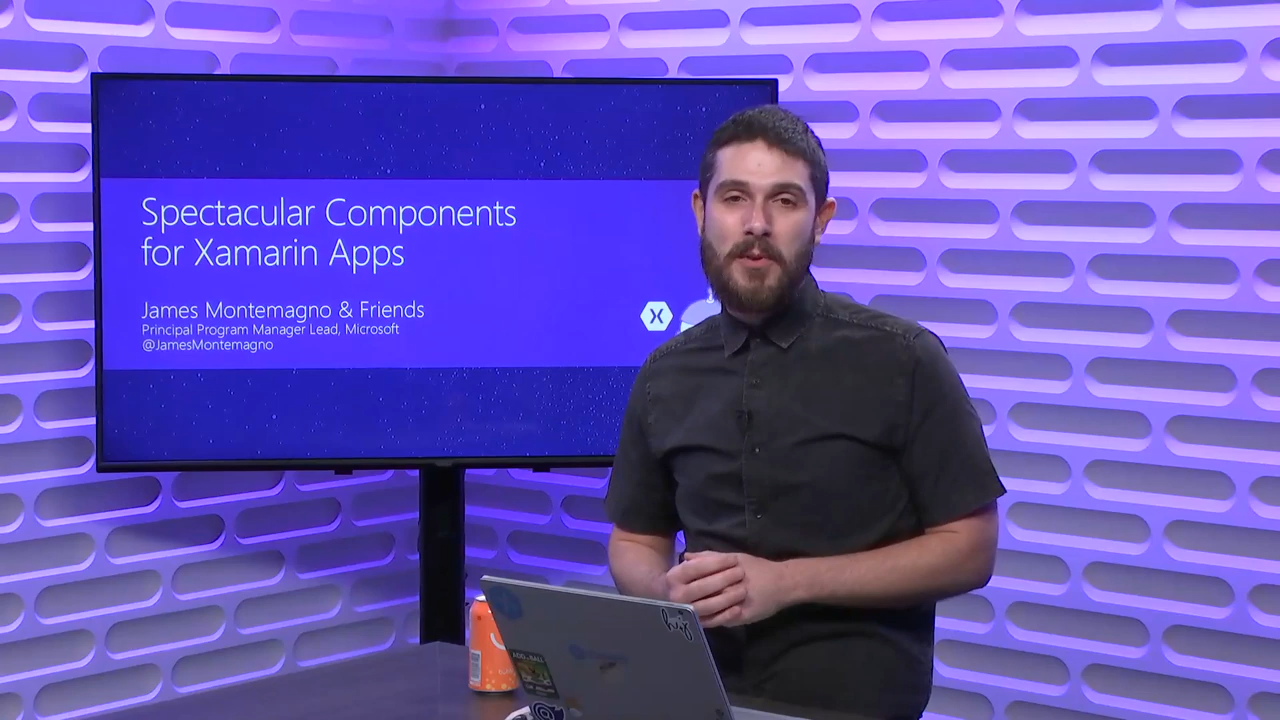 Spectacular Components
for Xamarin Apps
James Montemagno & Friends
Principal Program Manager Lead, Microsoft
@JamesMontemagno